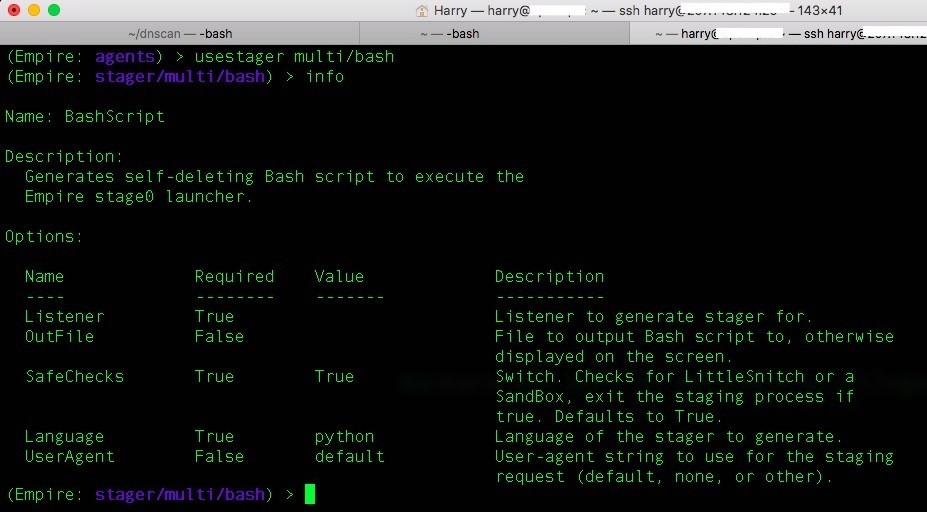 Harry — harry@ ~ — ssh harry@ — 143×41
~/dnscan — -bash
~ — -bash
~ — harry@ — ssh harry@
(Empire: agents) > usestager multi/bash
(Empire: stager/multi/bash) > info
Name: BashScript
Description:
Generates self-deleting Bash script to execute the
Empire stage0 launcher.
Options:
Name Required Value Description
---- -------- ------- -----------
Listener True Listener to generate stager for.
OutFile False File to output Bash script to, otherwise
displayed on the screen.
SafeChecks True True Switch. Checks for LittleSnitch or a
SandBox, exit the staging process if
true. Defaults to True.
Language True python Language of the stager to generate.
UserAgent False default User-agent string to use for the staging
request (default, none, or other).
(Empire: stager/multi/bash) >